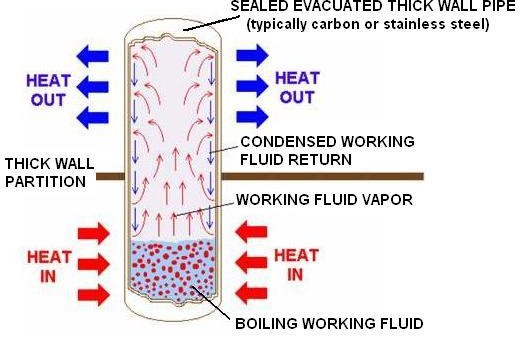 SEALED EVACUATED THICK WALL PIPE
(typically carbon or stainless steel)
HEAT
OUT
HEAT
OUT
CONDENSED WORKING
FLUID RETURN
THICK WALL
PARTITION
WORKING FLUID VAPOR
HEAT
IN
HEAT
IN
BOILING WORKING FLUID